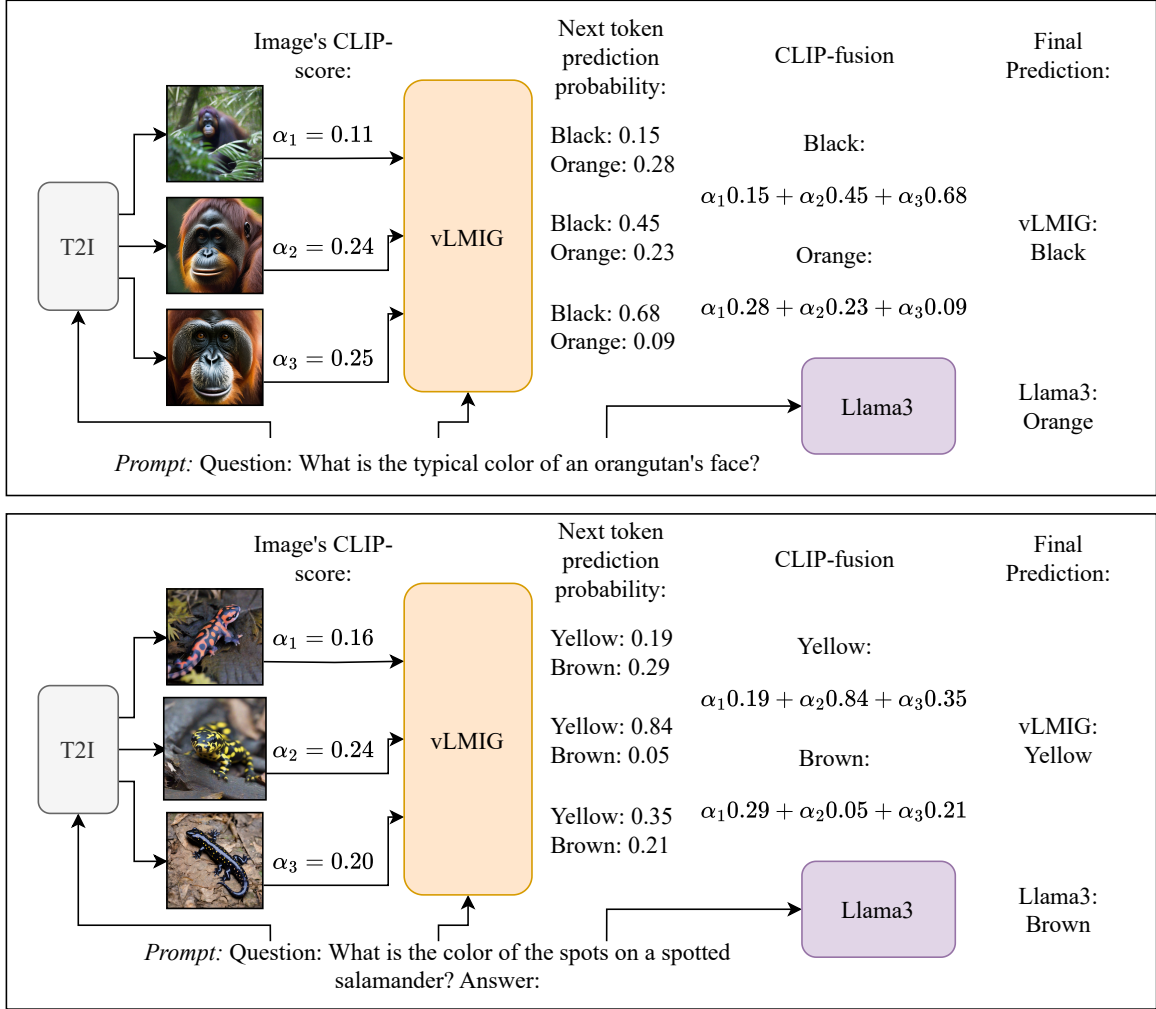 Image's CLIP-
score:
Next token
prediction
probability:
CLIP-fusion
Final
Prediction:
T2I
α₁ = 0.11
α₂ = 0.24
α₃ = 0.25
vLMIG
Black: 0.15
Orange: 0.28
Black: 0.45
Orange: 0.23
Black: 0.68
Orange: 0.09
Black:
α₁0.15 + α₂0.45 + α₃0.68
Orange:
α₁0.28 + α₂0.23 + α₃0.09
vLMIG:
Black
Llama3
Llama3:
Orange
Prompt: Question: What is the typical color of an orangutan's face?
Image's CLIP-
score:
Next token
prediction
probability:
CLIP-fusion
Final
Prediction:
T2I
α₁ = 0.16
α₂ = 0.24
α₃ = 0.20
vLMIG
Yellow: 0.19
Brown: 0.29
Yellow: 0.84
Brown: 0.05
Yellow: 0.35
Brown: 0.21
Yellow:
α₁0.19 + α₂0.84 + α₃0.35
Brown:
α₁0.29 + α₂0.05 + α₃0.21
vLMIG:
Yellow
Llama3
Llama3:
Brown
Prompt: Question: What is the color of the spots on a spotted
salamander? Answer: